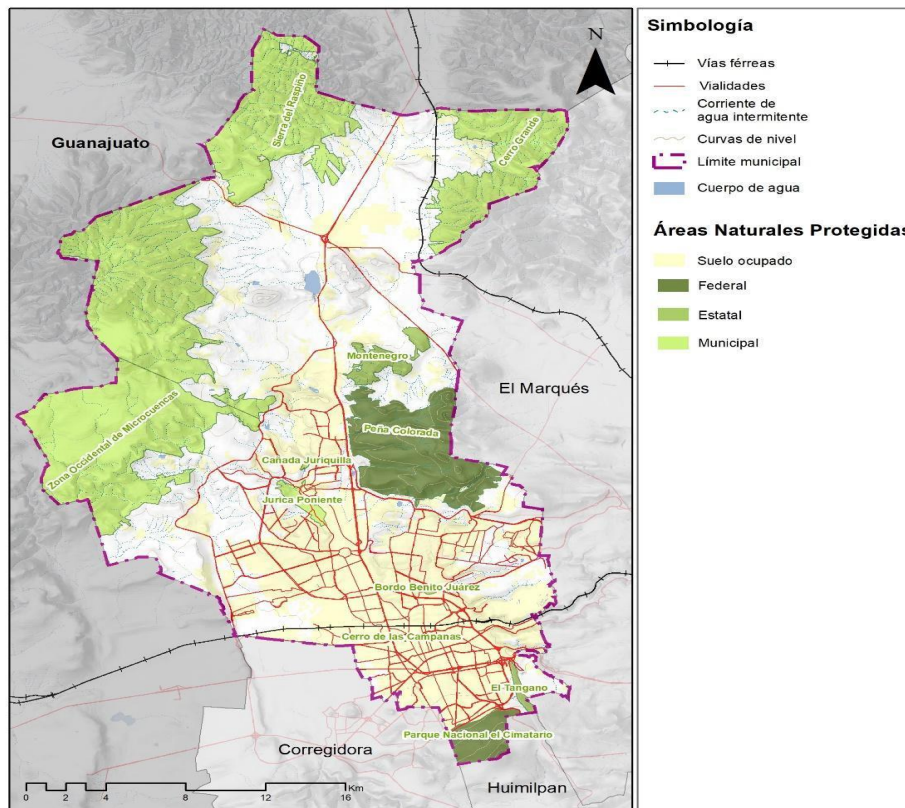 Sierra del Raspiño
Cerro Grande
Guanajuato
Montenegro
El Marqués
Peña Colorada
Zona Occidental de Microcuencas
Cañada Juriquilla
Jurica Poniente
Bordo Benito Juárez
Cerro de las Campanas
El Tangano
Parque Nacional el Cimatario
Corregidora
Huimilpan
0 2 4 8 12 16
Km
N
Simbología
Vías férreas
Vialidades
Corriente de
agua intermitente
Curvas de nivel
Límite municipal
Cuerpo de agua
Áreas Naturales Protegidas
Suelo ocupado
Federal
Estatal
Municipal